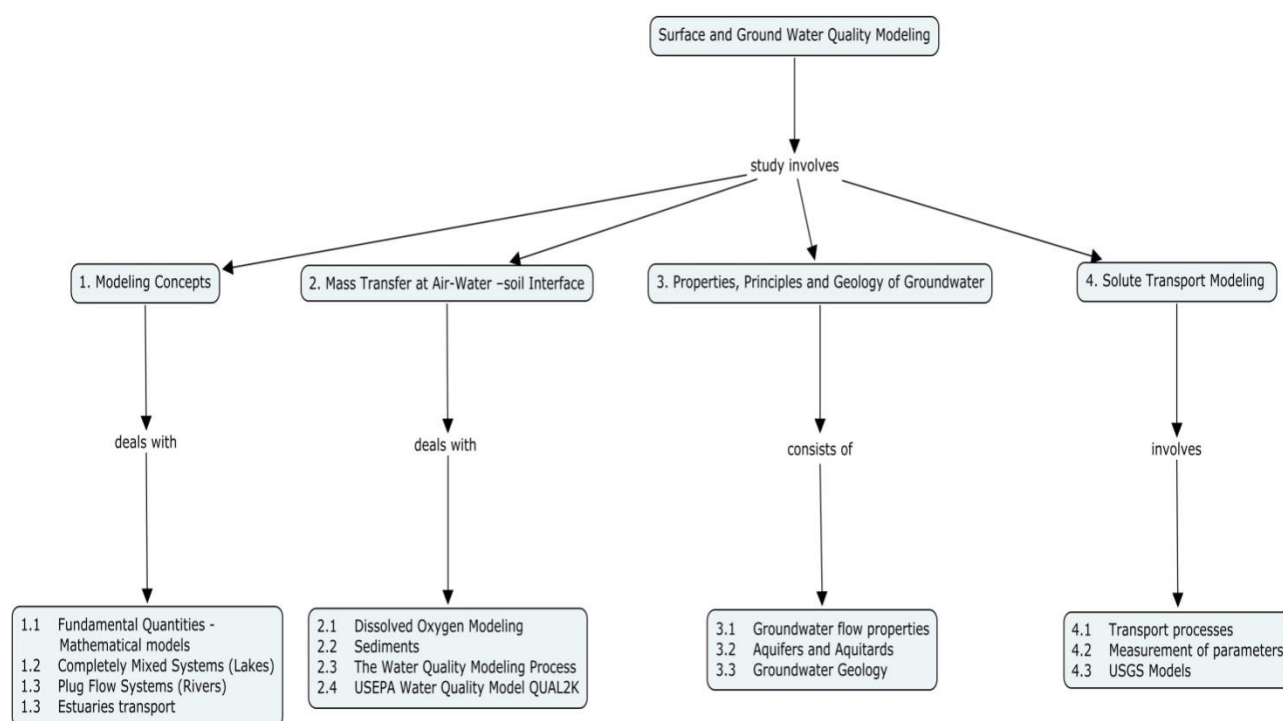 Surface and Ground Water Quality Modeling
study involves
1. Modeling Concepts
2. Mass Transfer at Air-Water –soil Interface
3. Properties, Principles and Geology of Groundwater
4. Solute Transport Modeling
deals with
deals with
consists of
involves
1.1 Fundamental Quantities -
Mathematical models
1.2 Completely Mixed Systems (Lakes)
1.3 Plug Flow Systems (Rivers)
1.3 Estuaries transport
2.1 Dissolved Oxygen Modeling
2.2 Sediments
2.3 The Water Quality Modeling Process
2.4 USEPA Water Quality Model QUAL2K
3.1 Groundwater flow properties
3.2 Aquifers and Aquitards
3.3 Groundwater Geology
4.1 Transport processes
4.2 Measurement of parameters
4.3 USGS Models